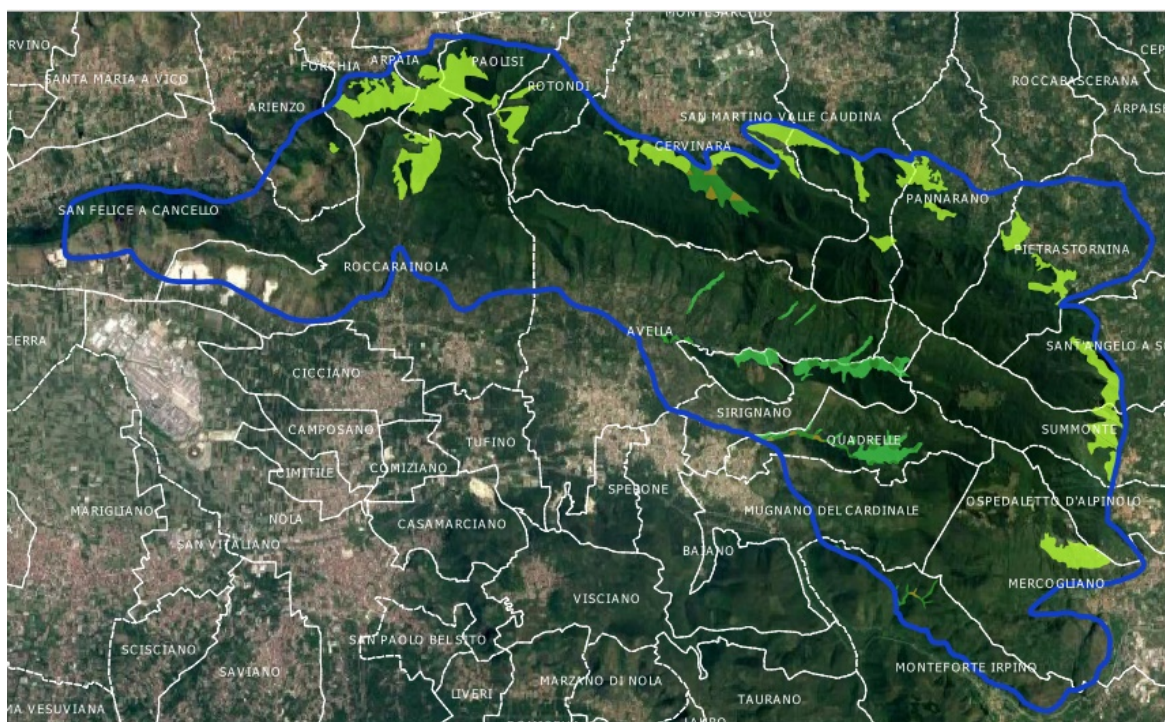 MONTESARCHIO
RVINO
CEP
ARPAIA
PAOLISI
FORCHIA
SANTA MARIA A VICO
ROCCABASCERANA
ROTONDI
ARIENZO
ARPAIS
SAN MARTINO VALLE CAUDINA
CERVINARA
PANNARANO
SAN FELICE A CANCELLO
PIETRASTORNINA
ROCCARAINOLA
AVELLA
CERRA
SANT'ANGELO A S
CICCIANO
SIRIGNANO
CAMPOSANO
SUMMONTE
TUFINO
QUADRELLE
CIMITILE
COMIZIANO
SPERONE
OSPEDALETTO D'ALPINOLO
MARIGLIANO
NOLA
CASAMARCIANO
MUGNANO DEL CARDINALE
SAN VITALIANO
BAIANO
MERCOGLIANO
VISCIANO
SAN PAOLO BELSITO
SCISCIANO
MONTEFORTE IRPINO
SAVIANO
MARZANO DI NOLA
LIVERI
TAURANO
MA VESUVIANA
LAURO